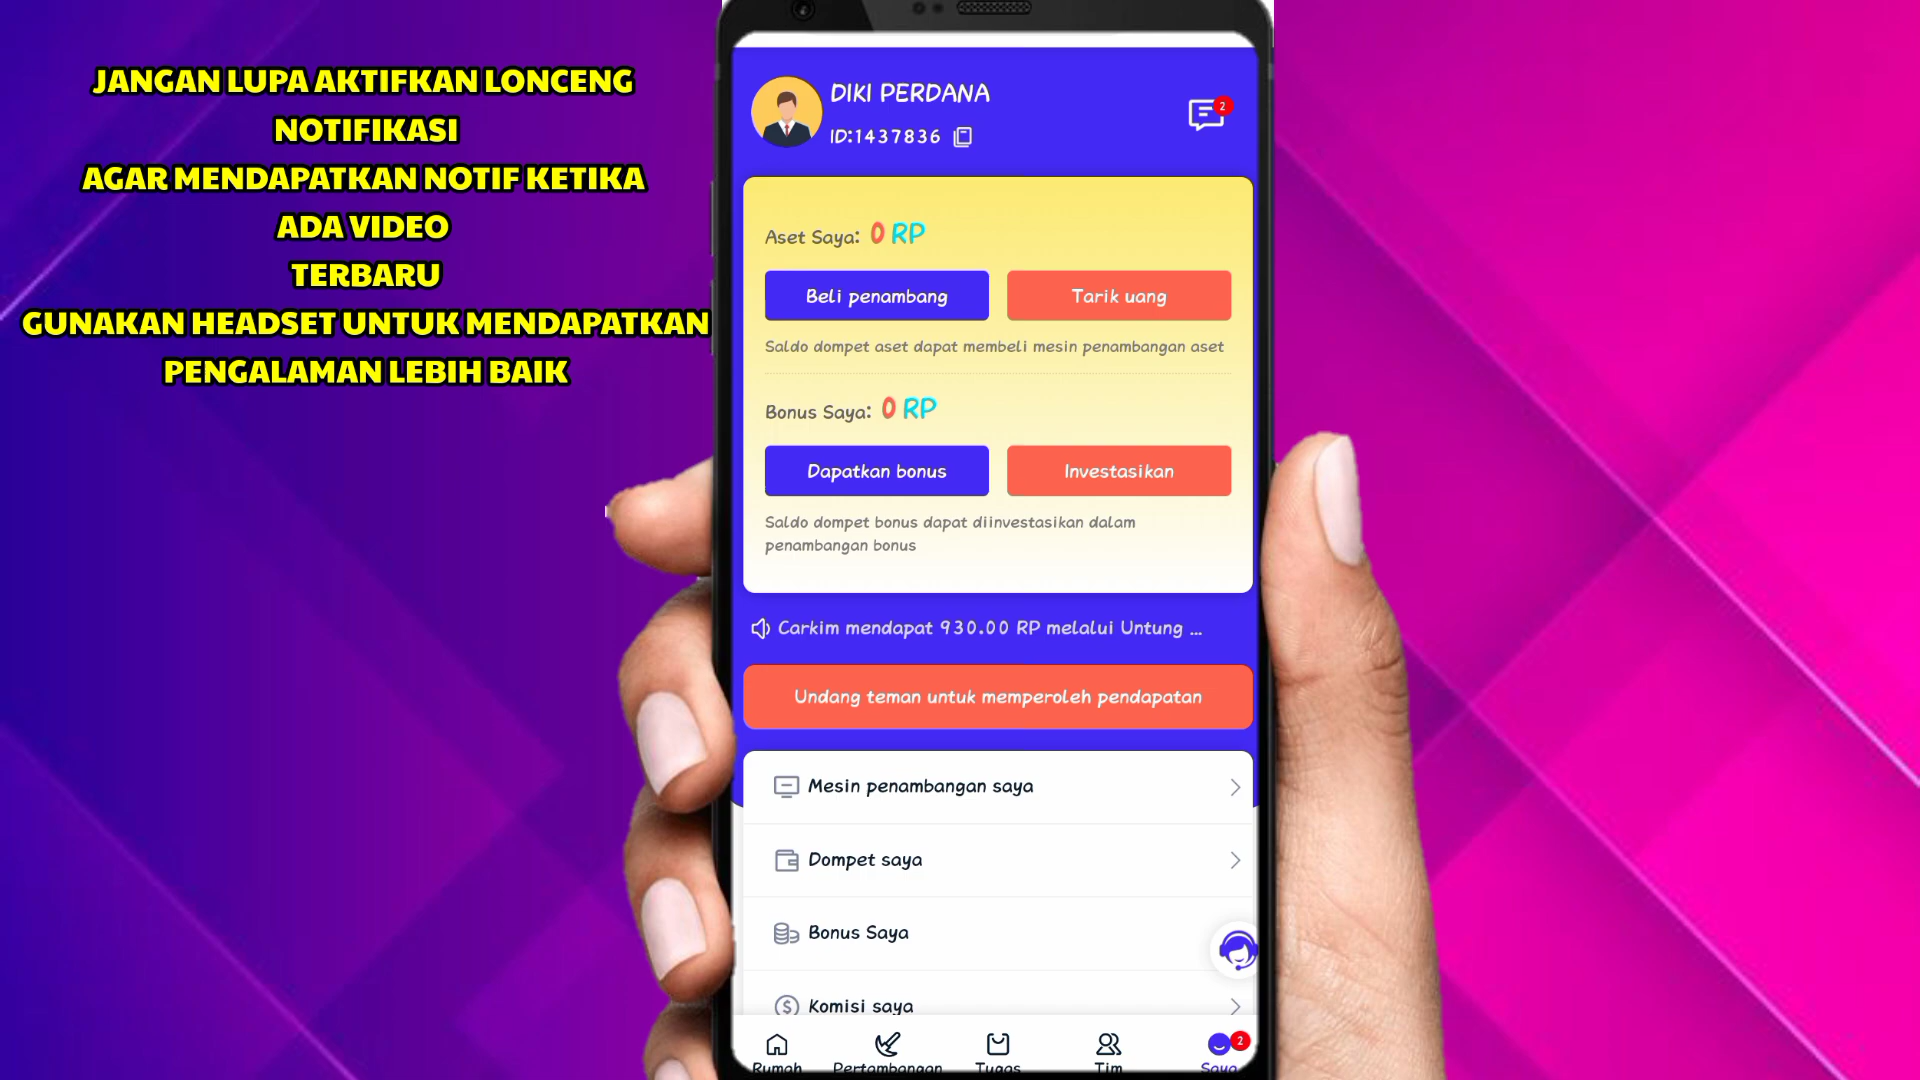 JANGAN LUPA AKTIFKAN LONCENG
NOTIFIKASI
AGAR MENDAPATKAN NOTIF KETIKA
ADA VIDEO
TERBARU
GUNAKAN HEADSET UNTUK MENDAPATKAN
PENGALAMAN LEBIH BAIK
DIKI PERDANA
ID:1437836
2
Aset Saya: 0 RP
Beli penambang
Tarik uang
Saldo dompet aset dapat membeli mesin penambangan aset
Bonus Saya: 0 RP
Dapatkan bonus
Investasikan
Saldo dompet bonus dapat diinvestasikan dalam
penambangan bonus
Carkim mendapat 930.00 RP melalui Untung ...
Undang teman untuk memperoleh pendapatan
Mesin penambangan saya
Dompet saya
Bonus Saya
Komisi saya
2
Rumah Pertambangan Tugas Tim Saya